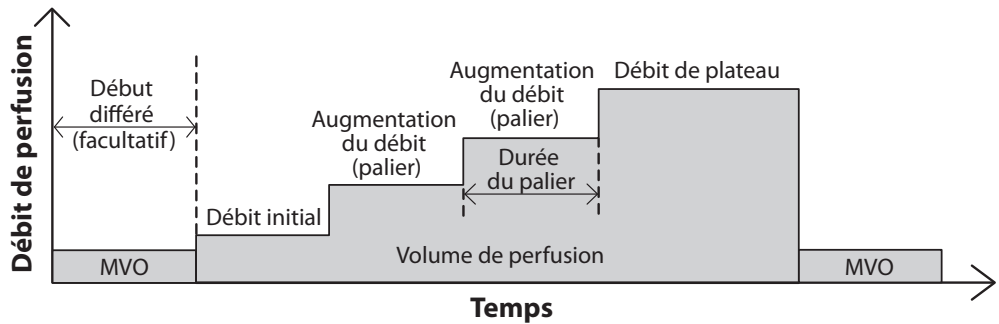 Débit de perfusion
Début
différé
(facultatif)
Augmentation
du débit
(palier)
Augmentation
du débit
(palier)
Débit de plateau
Durée
du palier
Débit initial
Volume de perfusion
MVO
MVO
Temps